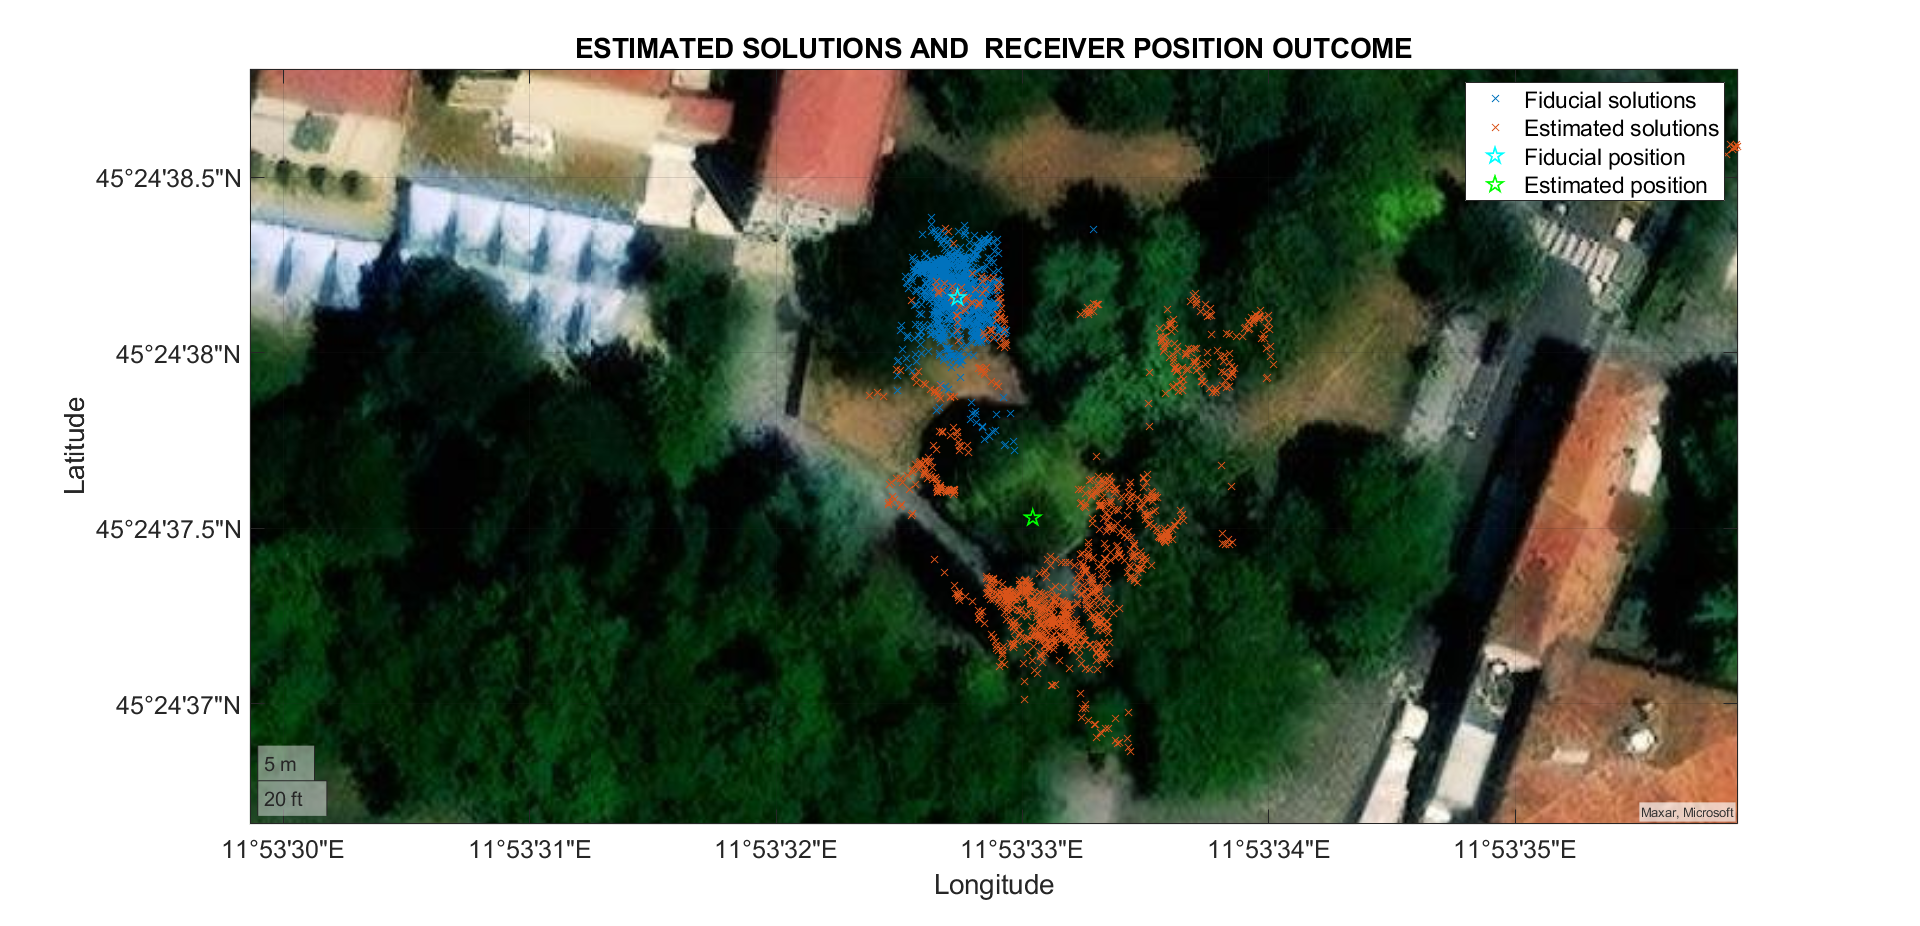 ESTIMATED SOLUTIONS AND  RECEIVER POSITION OUTCOME
Fiducial solutions
Estimated solutions
Fiducial position
Estimated position
45°24'38.5"N
45°24'38"N
45°24'37.5"N
45°24'37"N
Latitude
5 m
20 ft
Maxar, Microsoft
11°53'30"E
11°53'31"E
11°53'32"E
11°53'33"E
11°53'34"E
11°53'35"E
Longitude